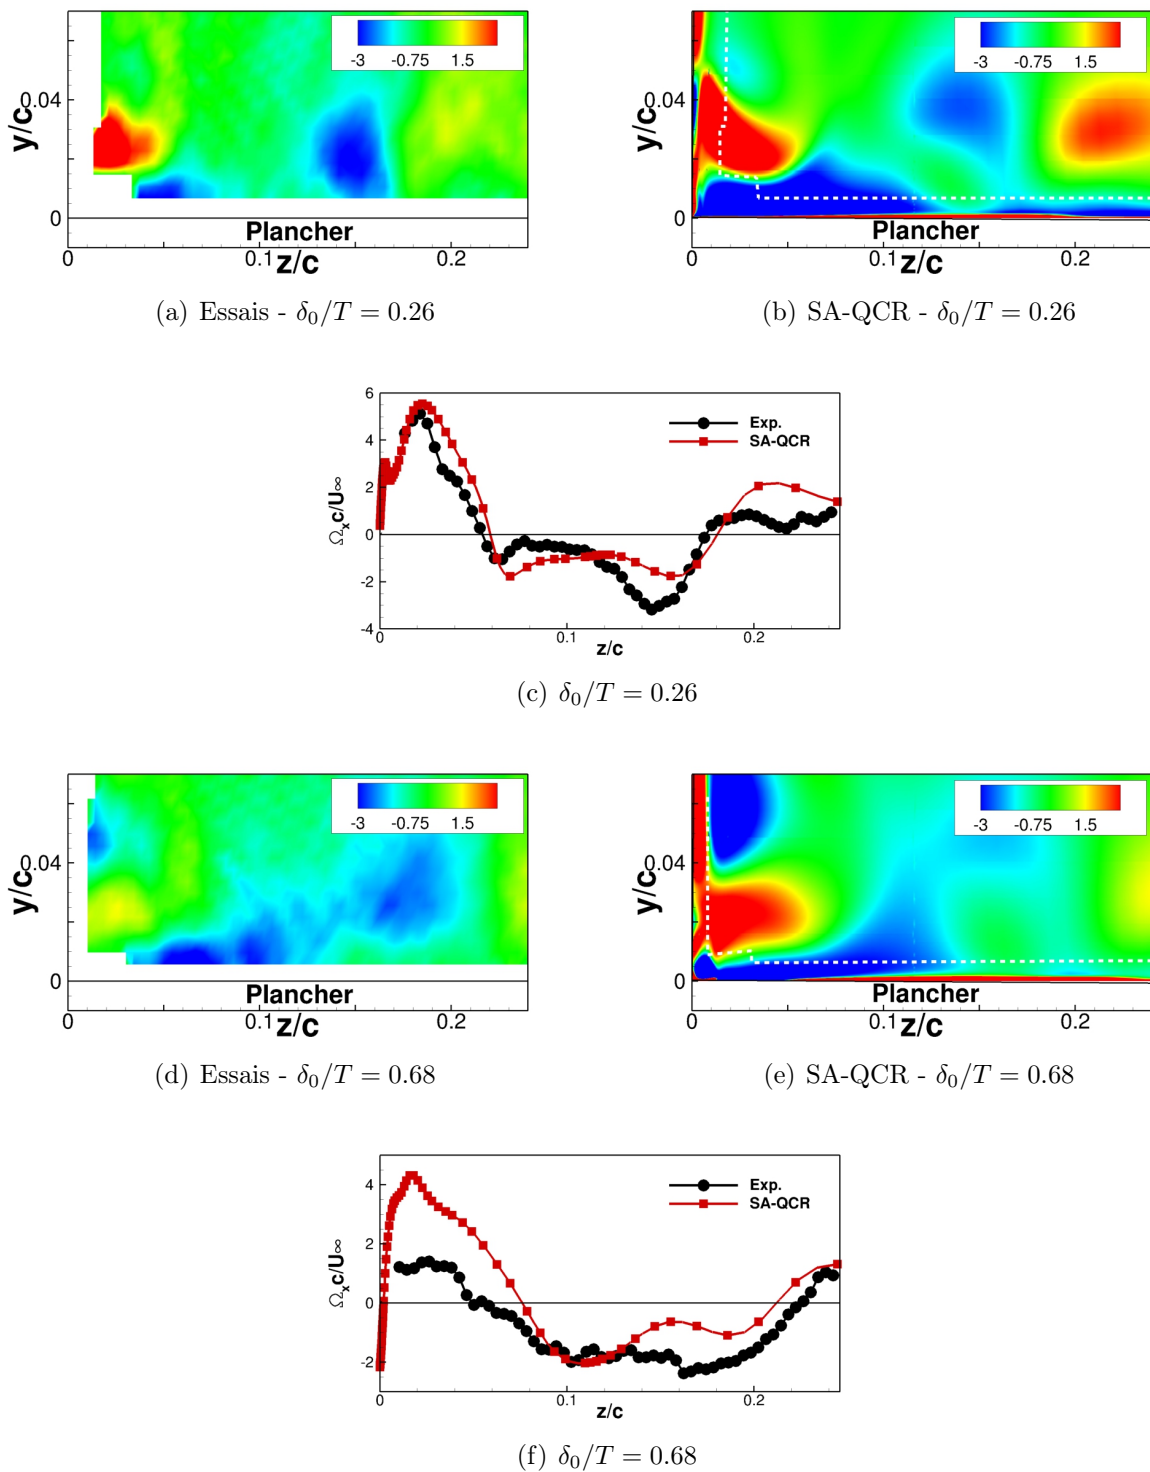 y/c
0.04
0
-3 -0.75 1.5
Plancher
0 0.1 0.2
z/c
(a) Essais - δ₀/T = 0.26
y/c
0.04
0
-3 -0.75 1.5
Plancher
0 0.1 0.2
z/c
(b) SA-QCR - δ₀/T = 0.26
Ωₓc/U∞
6
4
2
0
-2
-4
Exp.
SA-QCR
0 0.1 0.2
z/c
(c) δ₀/T = 0.26
y/c
0.04
0
-3 -0.75 1.5
Plancher
0 0.1 0.2
z/c
(d) Essais - δ₀/T = 0.68
y/c
0.04
0
-3 -0.75 1.5
Plancher
0 0.1 0.2
z/c
(e) SA-QCR - δ₀/T = 0.68
Ωₓc/U∞
4
2
0
-2
Exp.
SA-QCR
0 0.1 0.2
z/c
(f) δ₀/T = 0.68